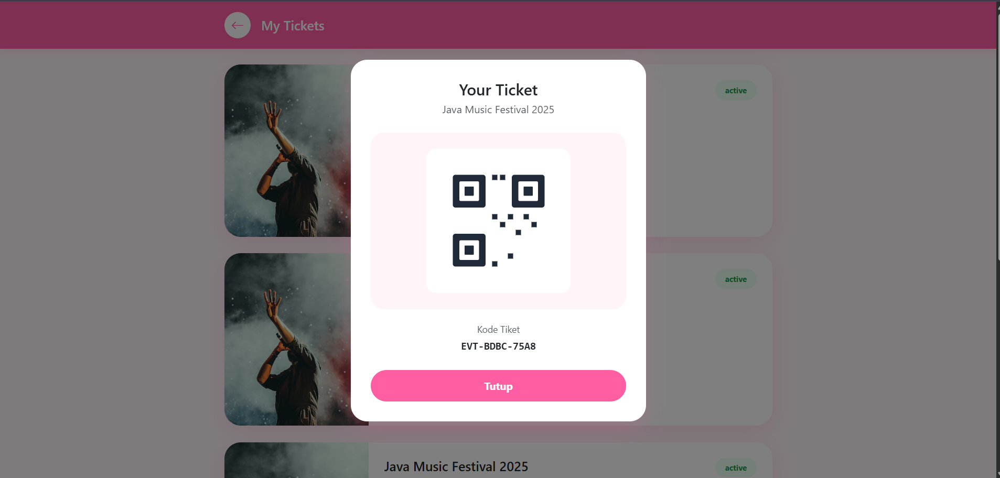 My Tickets
active
Your Ticket
Java Music Festival 2025
Kode Tiket
EVT-BDBC-75A8
Tutup
active
Java Music Festival 2025
active